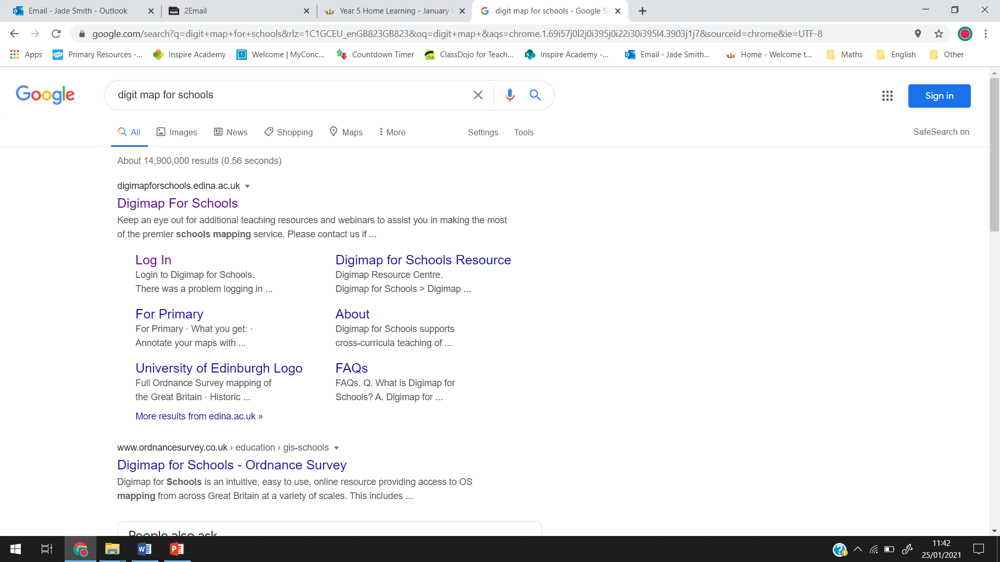 Email - Jade Smith - Outlook
2Email
Year 5 Home Learning - January
digit map for schools - Google Se
google.com/search?q=digit+map+for+schools&rlz=1C1GCEU_enGB823GB823&oq=digit+map+&aqs=chrome.1.69i57j0l2j0i395j0i22i30i395l4.3903j1j7&sourceid=chrome&ie=UTF-8
Apps
Primary Resources -...
Inspire Academy
Welcome | MyConc...
Countdown Timer
ClassDojo for Teach...
Inspire Academy -...
Email - Jade Smith...
Home - Welcome t...
Maths
English
Other
Google
digit map for schools
Sign in
All
Images
News
Shopping
Maps
More
Settings
Tools
SafeSearch on
About 14,900,000 results (0.56 seconds)
digimapforschools.edina.ac.uk
Digimap For Schools
Keep an eye out for additional teaching resources and webinars to assist you in making the most
of the premier schools mapping service. Please contact us if ...
Log In
Login to Digimap for Schools.
There was a problem logging in ...
Digimap for Schools Resource
Digimap Resource Centre.
Digimap for Schools > Digimap ...
For Primary
For Primary · What you get: ·
Annotate your maps with ...
About
Digimap for Schools supports
cross-curricula teaching of ...
University of Edinburgh Logo
Full Ordnance Survey mapping of
the Great Britain · Historic ...
FAQs
FAQs. Q. What is Digimap for
Schools? A. Digimap for ...
More results from edina.ac.uk »
www.ordnancesurvey.co.uk › education › gis-schools
Digimap for Schools - Ordnance Survey
Digimap for Schools is an intuitive, easy to use, online resource providing access to OS
mapping from across Great Britain at a variety of scales. This includes ...
People also ask
11:42
25/01/2021